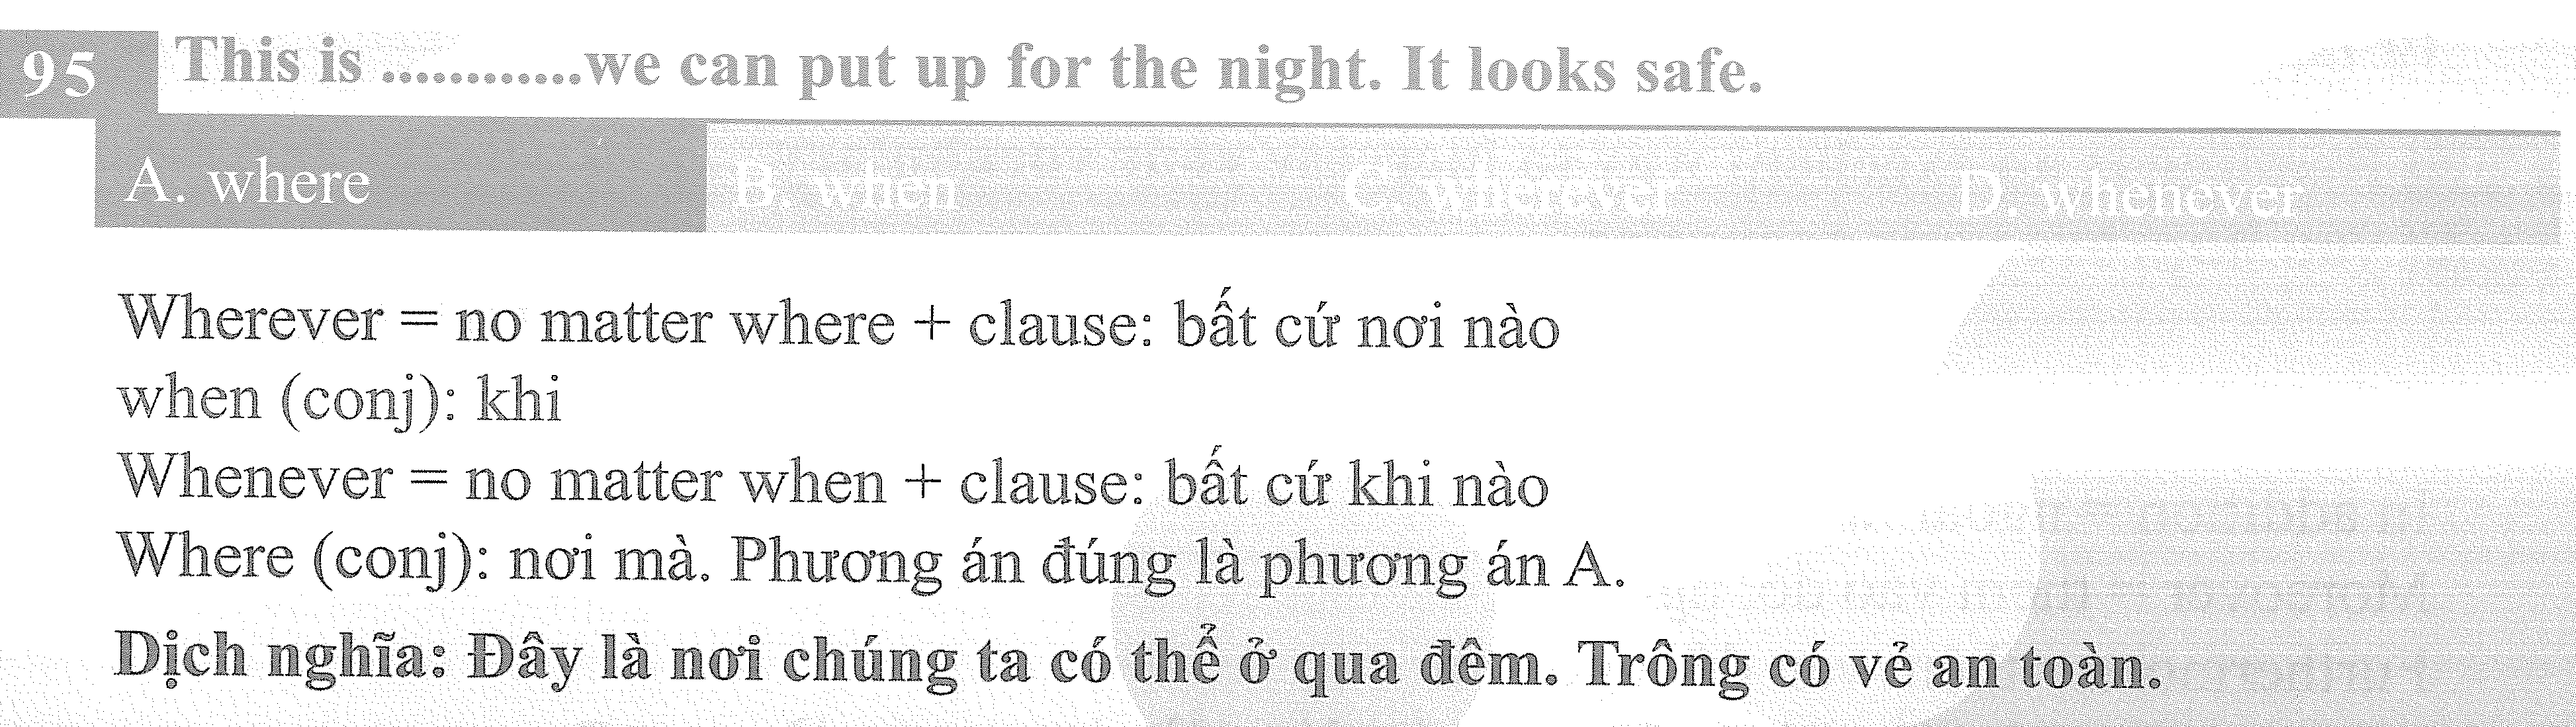 95 This is ............we can put up for the night. It looks safe.
A. where B. when C. wherever D. whenever
Wherever = no matter where + clause: bất cứ nơi nào
when (conj): khi
Whenever = no matter when + clause: bất cứ khi nào
Where (conj): nơi mà. Phương án đúng là phương án A.
Dịch nghĩa: Đây là nơi chúng ta có thể ở qua đêm. Trông có vẻ an toàn.